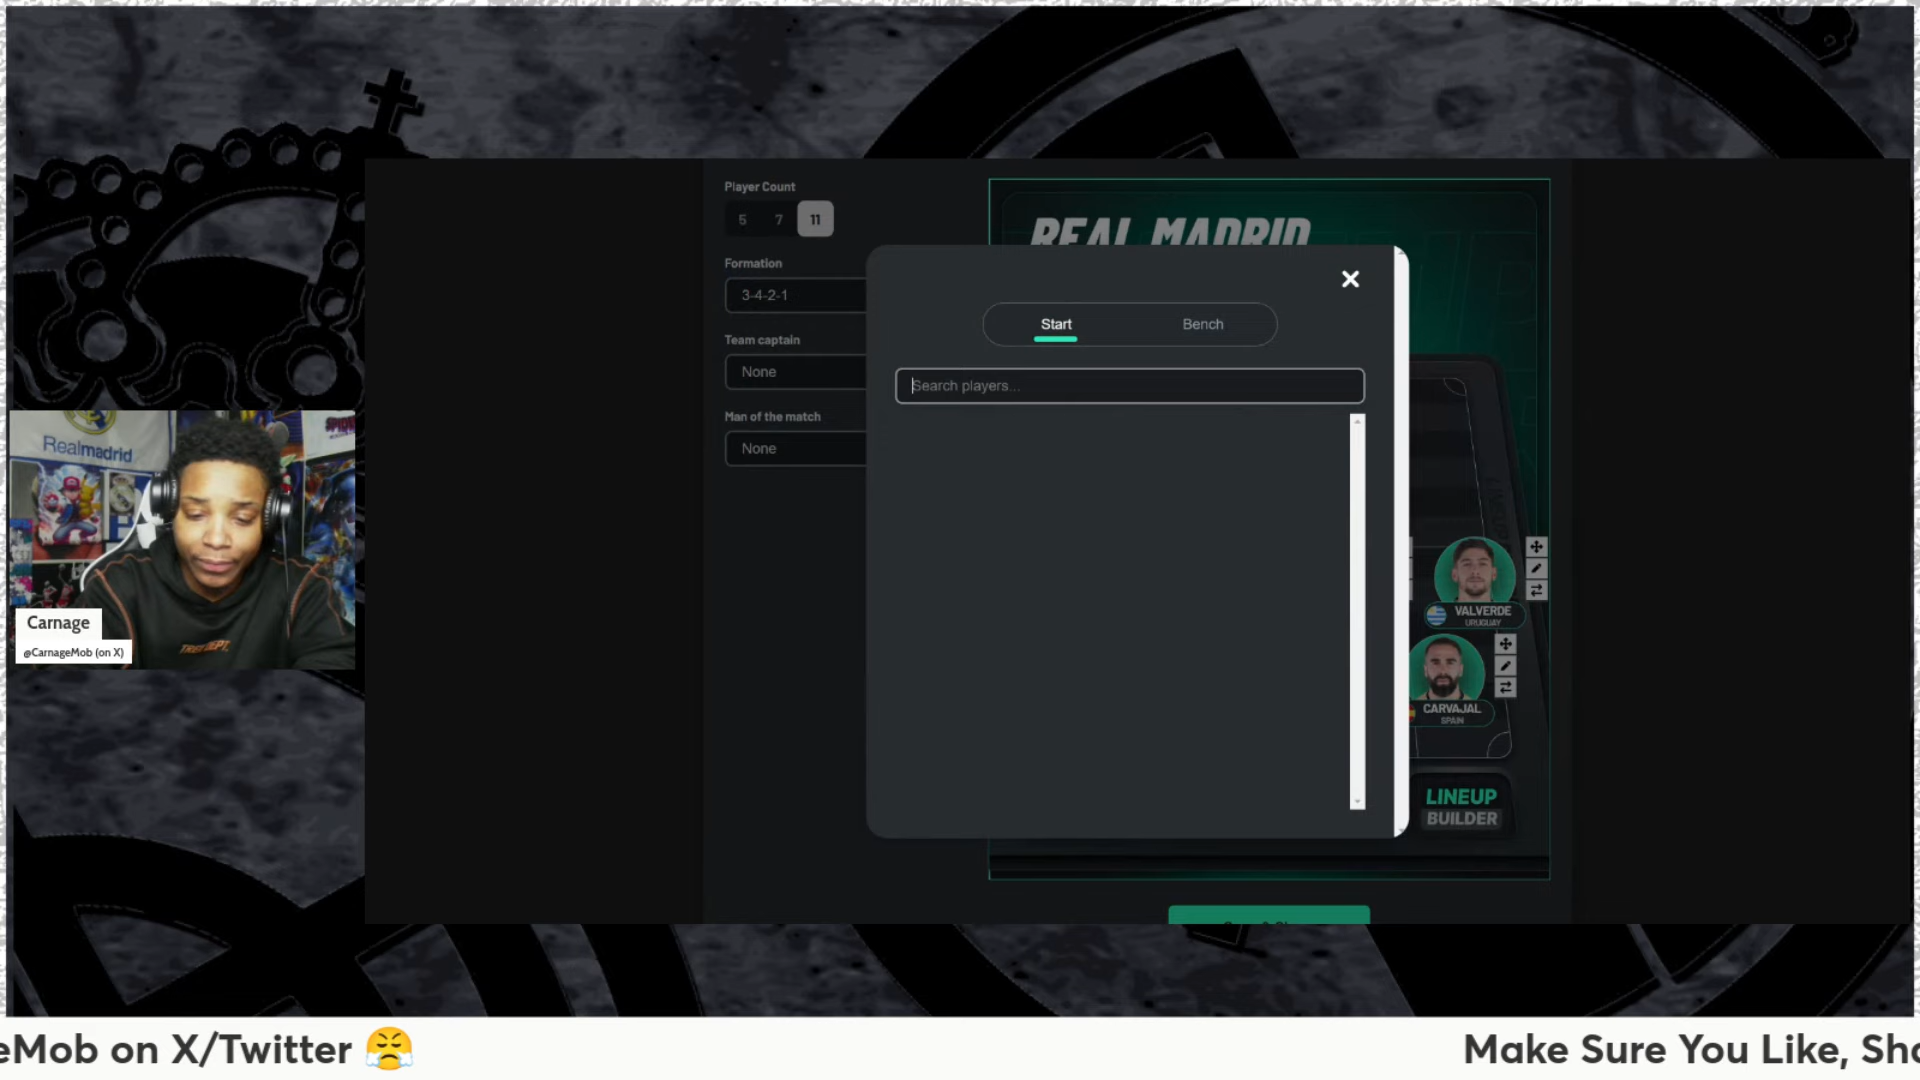 Player Count
5 7 11
Formation
3-4-2-1
Team captain
None
Man of the match
None
REAL MADRID
Start Bench
Search players...
VALVERDE
URUGUAY
CARVAJAL
SPAIN
LINEUP
BUILDER
Realmadrid
Carnage
@CarnageMob (on X)
eMob on X/Twitter 😤
Make Sure You Like, Sha